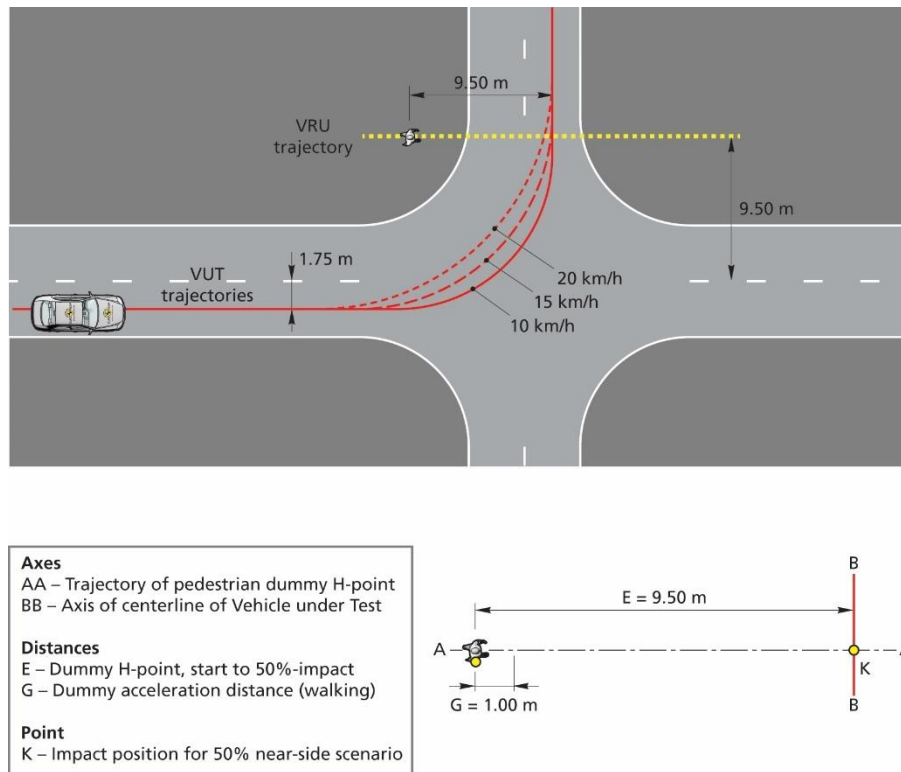 9.50 m
VRU
trajectory
9.50 m
1.75 m
VUT
trajectories
20 km/h
15 km/h
10 km/h
Axes
AA – Trajectory of pedestrian dummy H-point
BB – Axis of centerline of Vehicle under Test
Distances
E – Dummy H-point, start to 50%-impact
G – Dummy acceleration distance (walking)
Point
K – Impact position for 50% near-side scenario
B
E = 9.50 m
A
K
G = 1.00 m
B